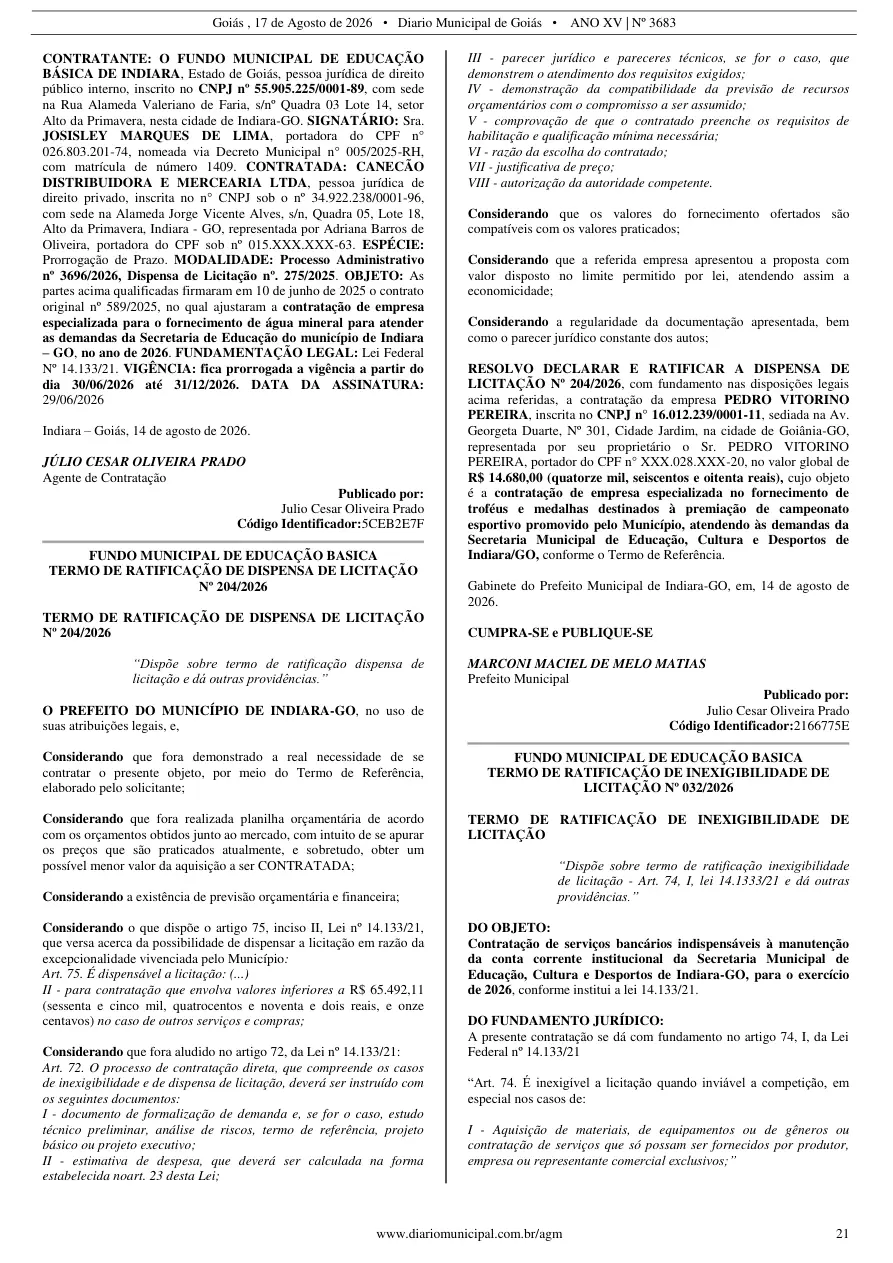 Goiás , 17 de Agosto de 2026 • Diario Municipal de Goiás • ANO XV | Nº 3683
CONTRATANTE: O FUNDO MUNICIPAL DE EDUCAÇÃO
BÁSICA DE INDIARA, Estado de Goiás, pessoa jurídica de direito
público interno, inscrito no CNPJ nº 55.905.225/0001-89, com sede
na Rua Alameda Valeriano de Faria, s/nº Quadra 03 Lote 14, setor
Alto da Primavera, nesta cidade de Indiara-GO. SIGNATÁRIO: Sra.
JOSISLEY MARQUES DE LIMA, portadora do CPF n°
026.803.201-74, nomeada via Decreto Municipal n° 005/2025-RH,
com matrícula de número 1409. CONTRATADA: CANECÃO
DISTRIBUIDORA E MERCEARIA LTDA, pessoa jurídica de
direito privado, inscrita no n° CNPJ sob o nº 34.922.238/0001-96,
com sede na Alameda Jorge Vicente Alves, s/n, Quadra 05, Lote 18,
Alto da Primavera, Indiara - GO, representada por Adriana Barros de
Oliveira, portadora do CPF sob nº 015.XXX.XXX-63. ESPÉCIE:
Prorrogação de Prazo. MODALIDADE: Processo Administrativo
nº 3696/2026, Dispensa de Licitação nº. 275/2025. OBJETO: As
partes acima qualificadas firmaram em 10 de junho de 2025 o contrato
original nº 589/2025, no qual ajustaram a contratação de empresa
especializada para o fornecimento de água mineral para atender
as demandas da Secretaria de Educação do município de Indiara
– GO, no ano de 2026. FUNDAMENTAÇÃO LEGAL: Lei Federal
Nº 14.133/21. VIGÊNCIA: fica prorrogada a vigência a partir do
dia 30/06/2026 até 31/12/2026. DATA DA ASSINATURA:
29/06/2026
Indiara – Goiás, 14 de agosto de 2026.
JÚLIO CESAR OLIVEIRA PRADO
Agente de Contratação
Publicado por:
Julio Cesar Oliveira Prado
Código Identificador:5CEB2E7F
FUNDO MUNICIPAL DE EDUCAÇÃO BASICA
TERMO DE RATIFICAÇÃO DE DISPENSA DE LICITAÇÃO
Nº 204/2026
TERMO DE RATIFICAÇÃO DE DISPENSA DE LICITAÇÃO
Nº 204/2026
“Dispõe sobre termo de ratificação dispensa de
licitação e dá outras providências.”
O PREFEITO DO MUNICÍPIO DE INDIARA-GO, no uso de
suas atribuições legais, e,
Considerando que fora demonstrado a real necessidade de se
contratar o presente objeto, por meio do Termo de Referência,
elaborado pelo solicitante;
Considerando que fora realizada planilha orçamentária de acordo
com os orçamentos obtidos junto ao mercado, com intuito de se apurar
os preços que são praticados atualmente, e sobretudo, obter um
possível menor valor da aquisição a ser CONTRATADA;
Considerando a existência de previsão orçamentária e financeira;
Considerando o que dispõe o artigo 75, inciso II, Lei nº 14.133/21,
que versa acerca da possibilidade de dispensar a licitação em razão da
excepcionalidade vivenciada pelo Município:
Art. 75. É dispensável a licitação: (...)
II - para contratação que envolva valores inferiores a R$ 65.492,11
(sessenta e cinco mil, quatrocentos e noventa e dois reais, e onze
centavos) no caso de outros serviços e compras;
Considerando que fora aludido no artigo 72, da Lei nº 14.133/21:
Art. 72. O processo de contratação direta, que compreende os casos
de inexigibilidade e de dispensa de licitação, deverá ser instruído com
os seguintes documentos:
I - documento de formalização de demanda e, se for o caso, estudo
técnico preliminar, análise de riscos, termo de referência, projeto
básico ou projeto executivo;
II - estimativa de despesa, que deverá ser calculada na forma
estabelecida noart. 23 desta Lei;
III - parecer jurídico e pareceres técnicos, se for o caso, que
demonstrem o atendimento dos requisitos exigidos;
IV - demonstração da compatibilidade da previsão de recursos
orçamentários com o compromisso a ser assumido;
V - comprovação de que o contratado preenche os requisitos de
habilitação e qualificação mínima necessária;
VI - razão da escolha do contratado;
VII - justificativa de preço;
VIII - autorização da autoridade competente.
Considerando que os valores do fornecimento ofertados são
compatíveis com os valores praticados;
Considerando que a referida empresa apresentou a proposta com
valor disposto no limite permitido por lei, atendendo assim a
economicidade;
Considerando a regularidade da documentação apresentada, bem
como o parecer jurídico constante dos autos;
RESOLVO DECLARAR E RATIFICAR A DISPENSA DE
LICITAÇÃO Nº 204/2026, com fundamento nas disposições legais
acima referidas, a contratação da empresa PEDRO VITORINO
PEREIRA, inscrita no CNPJ n° 16.012.239/0001-11, sediada na Av.
Georgeta Duarte, Nº 301, Cidade Jardim, na cidade de Goiânia-GO,
representada por seu proprietário o Sr. PEDRO VITORINO
PEREIRA, portador do CPF n° XXX.028.XXX-20, no valor global de
R$ 14.680,00 (quatorze mil, seiscentos e oitenta reais), cujo objeto
é a contratação de empresa especializada no fornecimento de
troféus e medalhas destinados à premiação de campeonato
esportivo promovido pelo Município, atendendo às demandas da
Secretaria Municipal de Educação, Cultura e Desportos de
Indiara/GO, conforme o Termo de Referência.
Gabinete do Prefeito Municipal de Indiara-GO, em, 14 de agosto de
2026.
CUMPRA-SE e PUBLIQUE-SE
MARCONI MACIEL DE MELO MATIAS
Prefeito Municipal
Publicado por:
Julio Cesar Oliveira Prado
Código Identificador:2166775E
FUNDO MUNICIPAL DE EDUCAÇÃO BASICA
TERMO DE RATIFICAÇÃO DE INEXIGIBILIDADE DE
LICITAÇÃO Nº 032/2026
TERMO DE RATIFICAÇÃO DE INEXIGIBILIDADE DE
LICITAÇÃO
“Dispõe sobre termo de ratificação inexigibilidade
de licitação - Art. 74, I, lei 14.1333/21 e dá outras
providências.”
DO OBJETO:
Contratação de serviços bancários indispensáveis à manutenção
da conta corrente institucional da Secretaria Municipal de
Educação, Cultura e Desportos de Indiara-GO, para o exercício
de 2026, conforme institui a lei 14.133/21.
DO FUNDAMENTO JURÍDICO:
A presente contratação se dá com fundamento no artigo 74, I, da Lei
Federal nº 14.133/21
“Art. 74. É inexigível a licitação quando inviável a competição, em
especial nos casos de:
I - Aquisição de materiais, de equipamentos ou de gêneros ou
contratação de serviços que só possam ser fornecidos por produtor,
empresa ou representante comercial exclusivos;”
www.diariomunicipal.com.br/agm 21